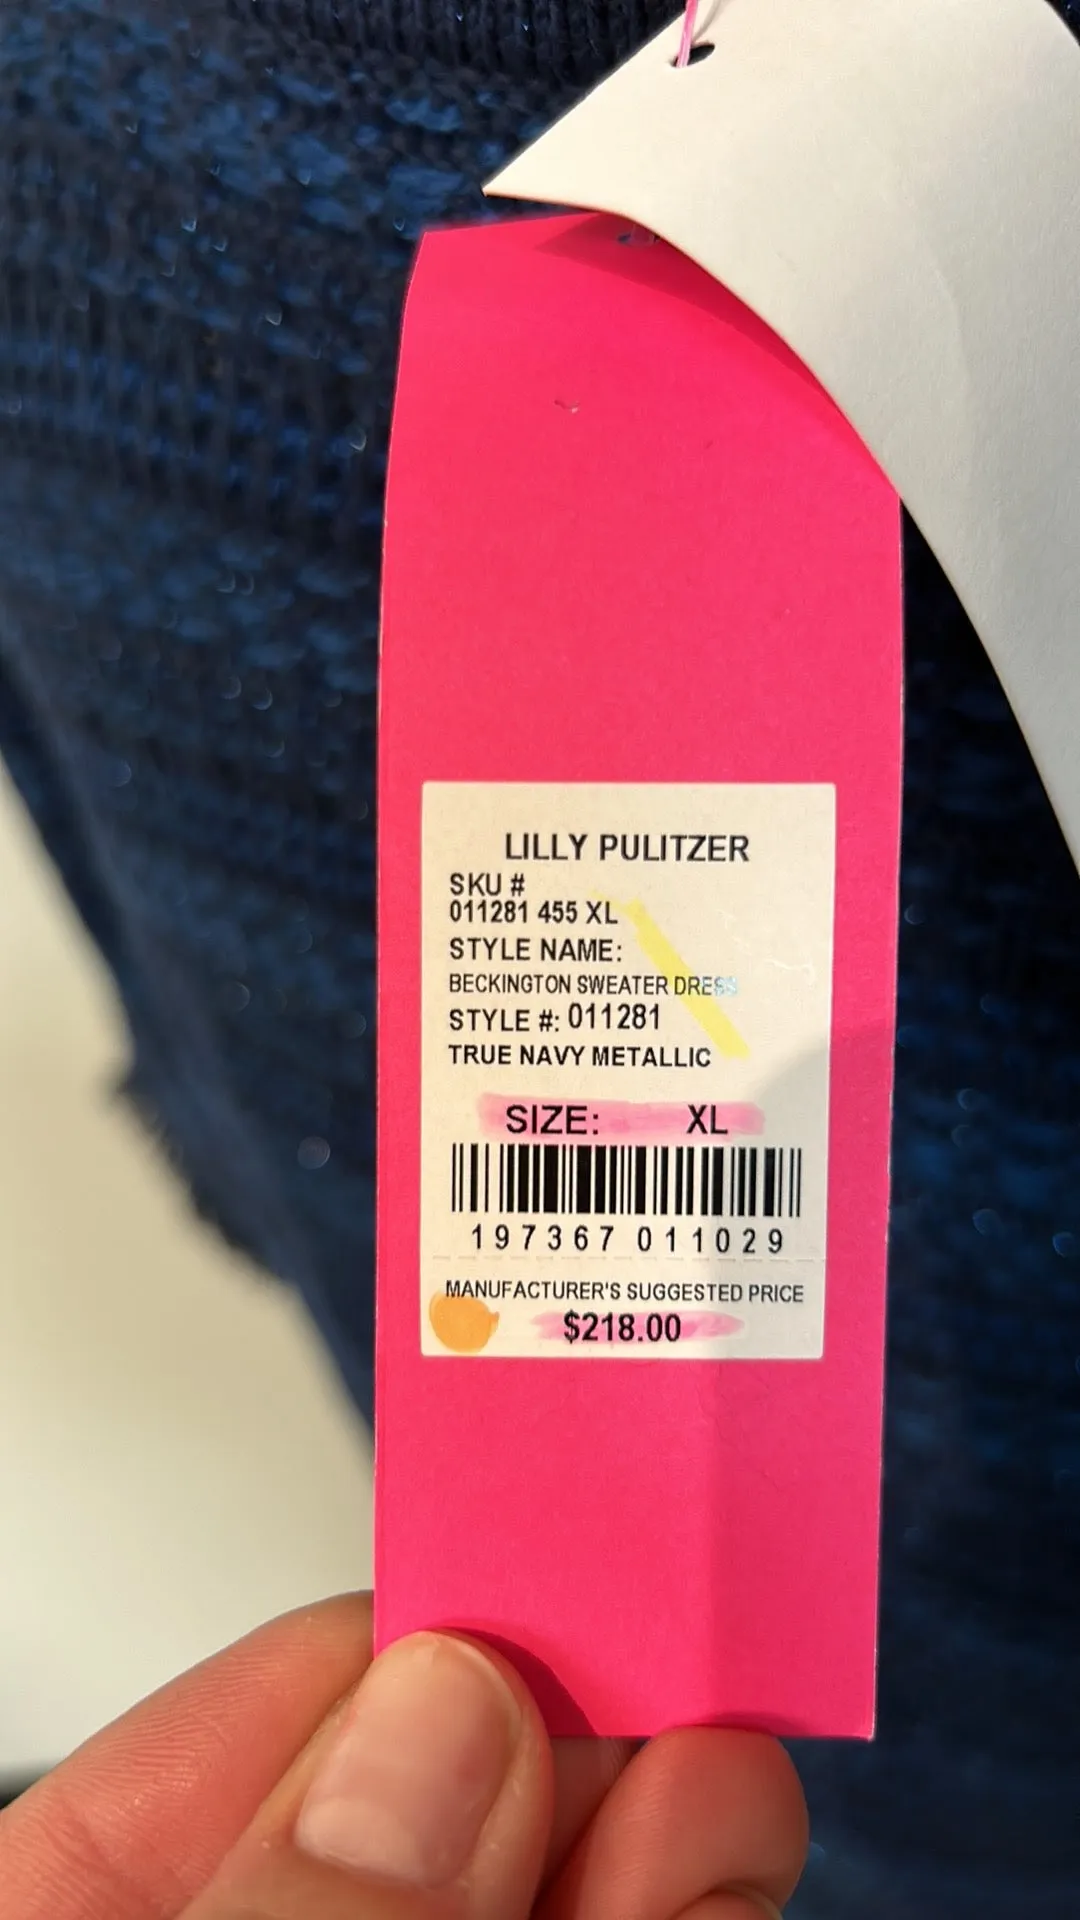 LILLY PULITZER
SKU #
011281 455 XL
STYLE NAME:
BECKINGTON SWEATER DRESS
STYLE #: 011281
TRUE NAVY METALLIC
SIZE: XL
197367 011029
MANUFACTURER'S SUGGESTED PRICE
$218.00